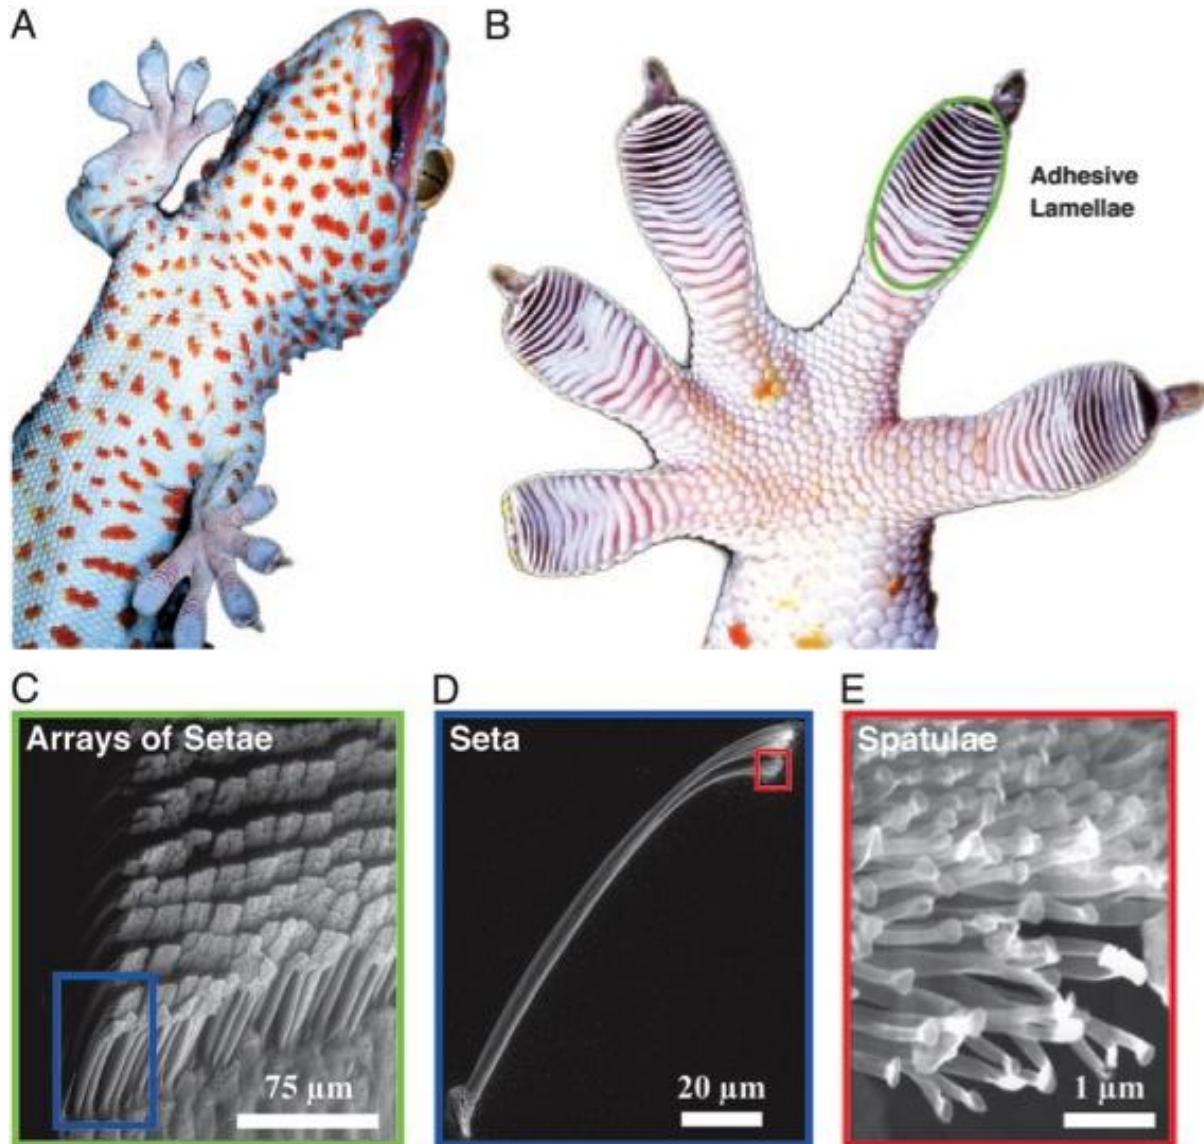 A
B
Adhesive
Lamellae
C
D
E
Arrays of Setae
Seta
Spatulae
75 µm
20 µm
1 µm